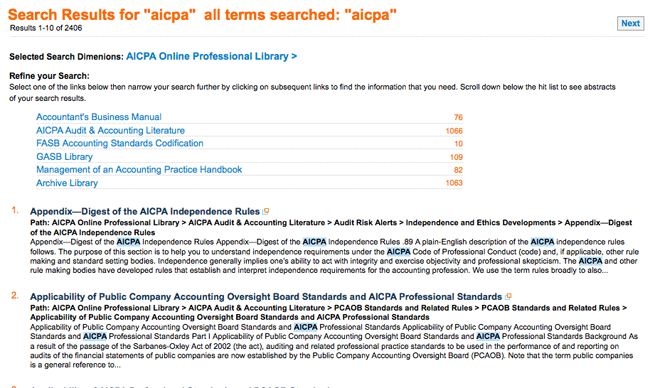 Search Results for "aicpa" all terms searched: "aicpa"
Results 1-10 of 2406
Next
Selected Search Dimenions: AICPA Online Professional Library >
Refine your Search:
Select one of the links below then narrow your search further by clicking on subsequent links to find the information that you need. Scroll down below the hit list to see abstracts
of your search results.
Accountant's Business Manual 76
AICPA Audit & Accounting Literature 1066
FASB Accounting Standards Codification 10
GASB Library 109
Management of an Accounting Practice Handbook 82
Archive Library 1063
1. Appendix—Digest of the AICPA Independence Rules
Path: AICPA Online Professional Library > AICPA Audit & Accounting Literature > Audit Risk Alerts > Independence and Ethics Developments > Appendix—Digest
of the AICPA Independence Rules
Appendix—Digest of the AICPA Independence Rules Appendix—Digest of the AICPA Independence Rules .89 A plain-English description of the AICPA independence rules
follows. The purpose of this section is to help you to understand independence requirements under the AICPA Code of Professional Conduct (code) and, if applicable, other rule
making and standard setting bodies. Independence generally implies one's ability to act with integrity and exercise objectivity and professional skepticism. The AICPA and other
rule making bodies have developed rules that establish and interpret independence requirements for the accounting profession. We use the term rules broadly to also...
2. Applicability of Public Company Accounting Oversight Board Standards and AICPA Professional Standards
Path: AICPA Online Professional Library > AICPA Audit & Accounting Literature > PCAOB Standards and Related Rules > PCAOB Standards and Related Rules >
Applicability of Public Company Accounting Oversight Board Standards and AICPA Professional Standards
Applicability of Public Company Accounting Oversight Board Standards and AICPA Professional Standards Applicability of Public Company Accounting Oversight Board
Standards and AICPA Professional Standards Part I Applicability of Public Company Accounting Oversight Board Standards and AICPA Professional Standards Background As
a result of the passage of the Sarbanes-Oxley Act of 2002 (the act), auditing and related professional practice standards to be used in the performance of and reporting on
audits of the financial statements of public companies are now established by the Public Company Accounting Oversight Board (PCAOB). Note that the term public companies
is a general reference to...